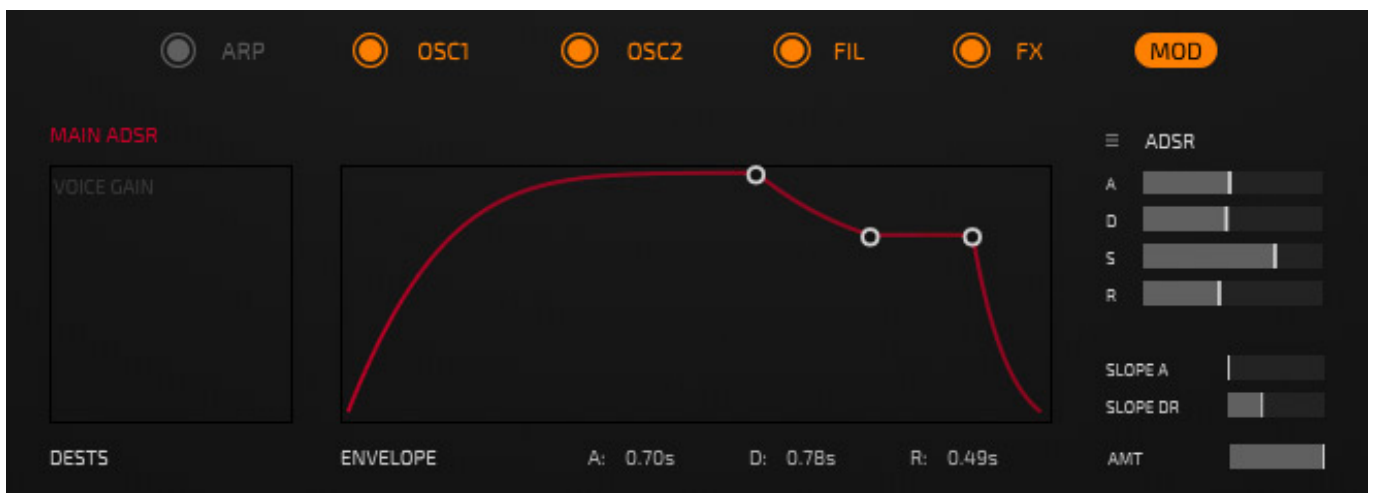 ARP OSC1 OSC2 FIL FX MOD
MAIN ADSR
ADSR
VOICE GAIN
A
D
S
R
SLOPE A
SLOPE DR
DESTS
ENVELOPE A: 0.70s D: 0.78s R: 0.49s
AMT